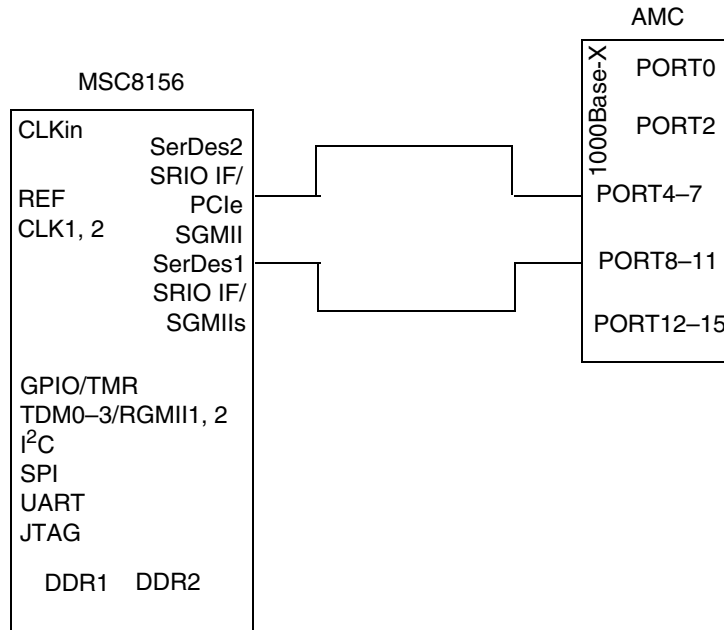 AMC
MSC8156
CLKin
REF
CLK1, 2
SerDes2
SRIO IF/
PCIe
SGMII
SerDes1
SRIO IF/
SGMIIs
GPIO/TMR
TDM0–3/RGMII1, 2
I²C
SPI
UART
JTAG
DDR1 DDR2
1000Base-X
PORT0
PORT2
PORT4–7
PORT8–11
PORT12–15